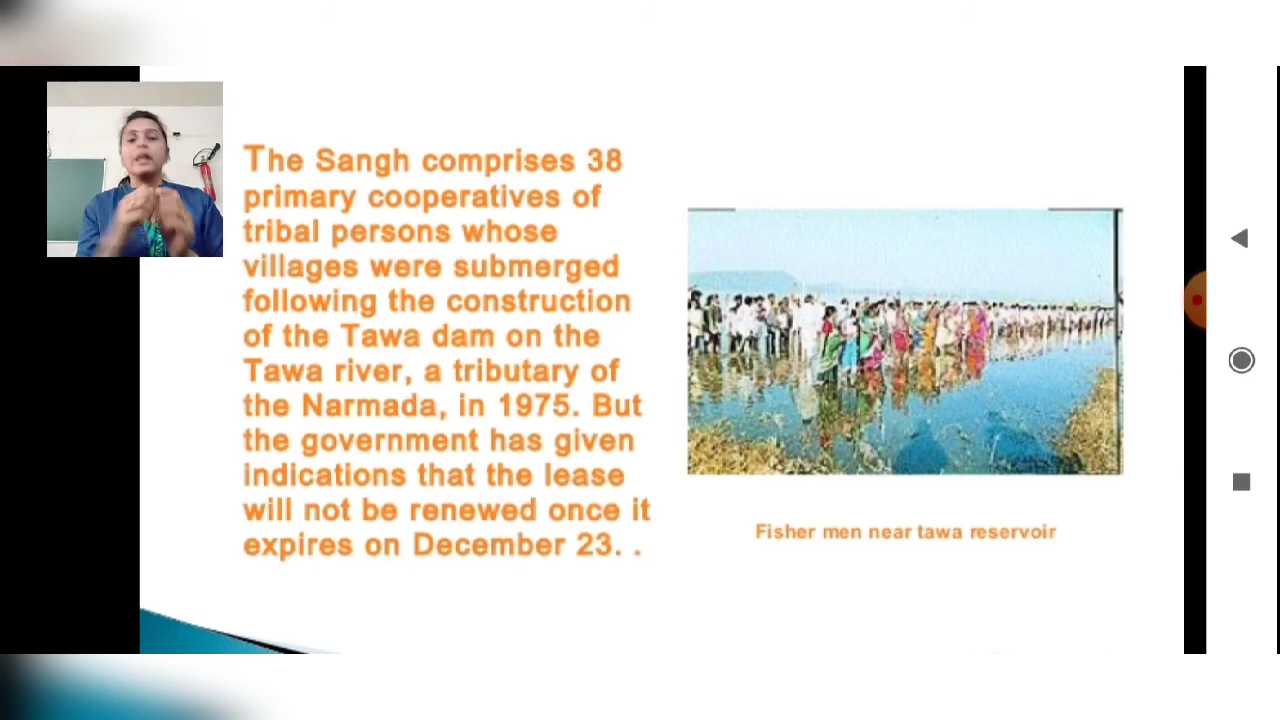 The Sangh comprises 38
primary cooperatives of
tribal persons whose
villages were submerged
following the construction
of the Tawa dam on the
Tawa river, a tributary of
the Narmada, in 1975. But
the government has given
indications that the lease
will not be renewed once it
expires on December 23. .
Fisher men near tawa reservoir